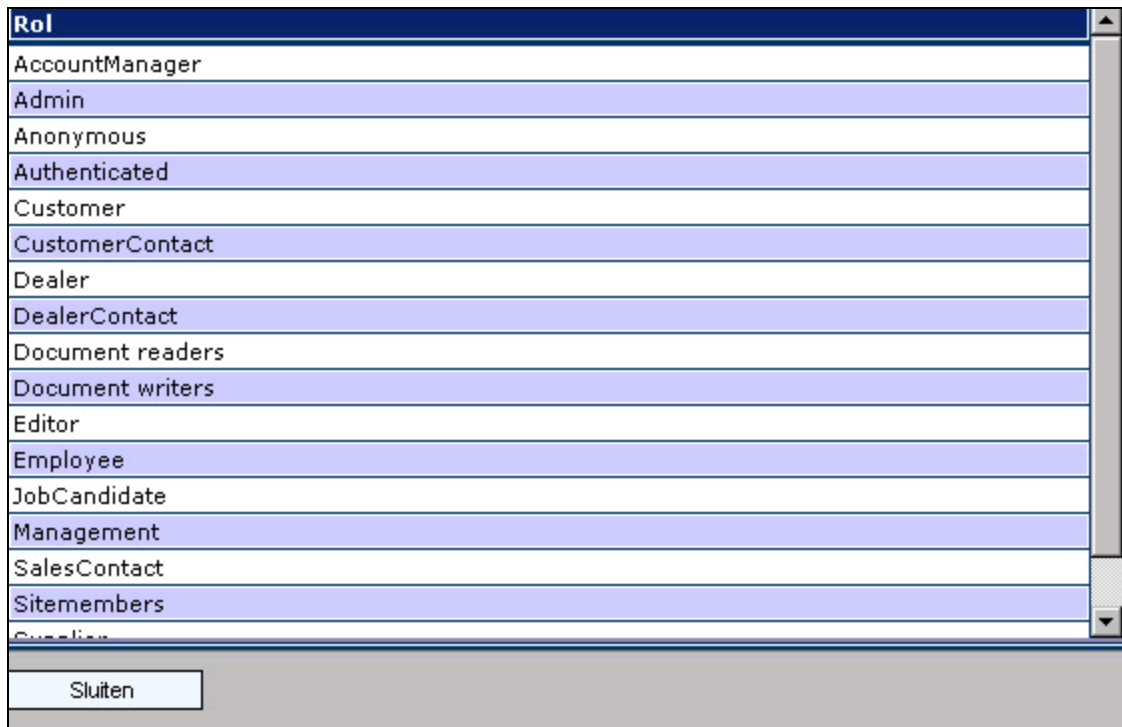 Rol
AccountManager
Admin
Anonymous
Authenticated
Customer
CustomerContact
Dealer
DealerContact
Document readers
Document writers
Editor
Employee
JobCandidate
Management
SalesContact
Sitemembers
Supplier
Sluiten